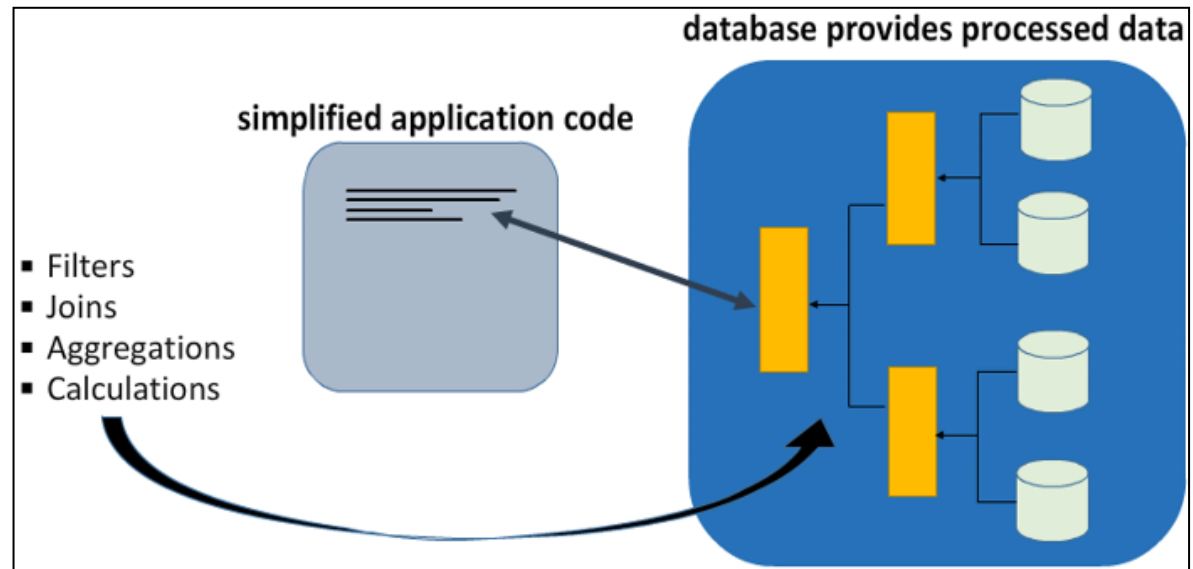 database provides processed data
simplified application code
▪ Filters
▪ Joins
▪ Aggregations
▪ Calculations